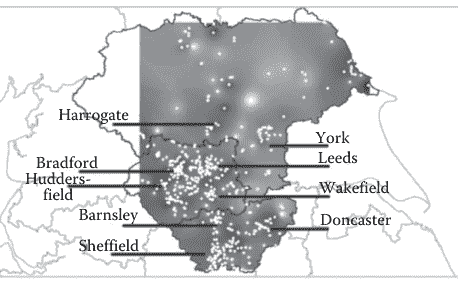 Harrogate
York
Leeds
Bradford
Hudders-
field
Wakefield
Barnsley
Doncaster
Sheffield